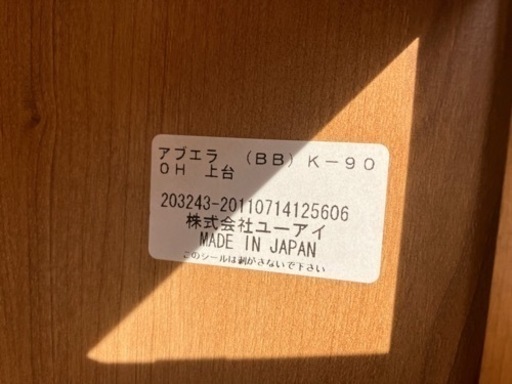 アブエラ （ＢＢ）Ｋ－９０
ＯＨ 上台
203243-20110714125606
株式会社ユーアイ
MADE IN JAPAN
このシールは剥がさないで下さい